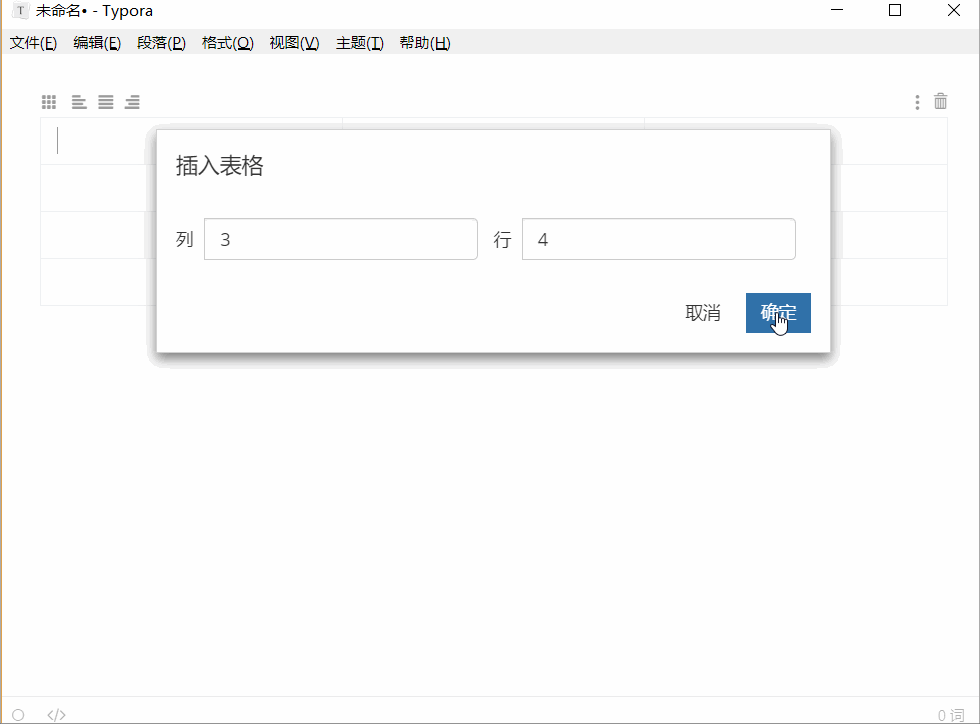 T 未命名• - Typora
文件(F) 编辑(E) 段落(P) 格式(O) 视图(V) 主题(T) 帮助(H)
插入表格
列 3 行 4
取消 确定
</> 0 词